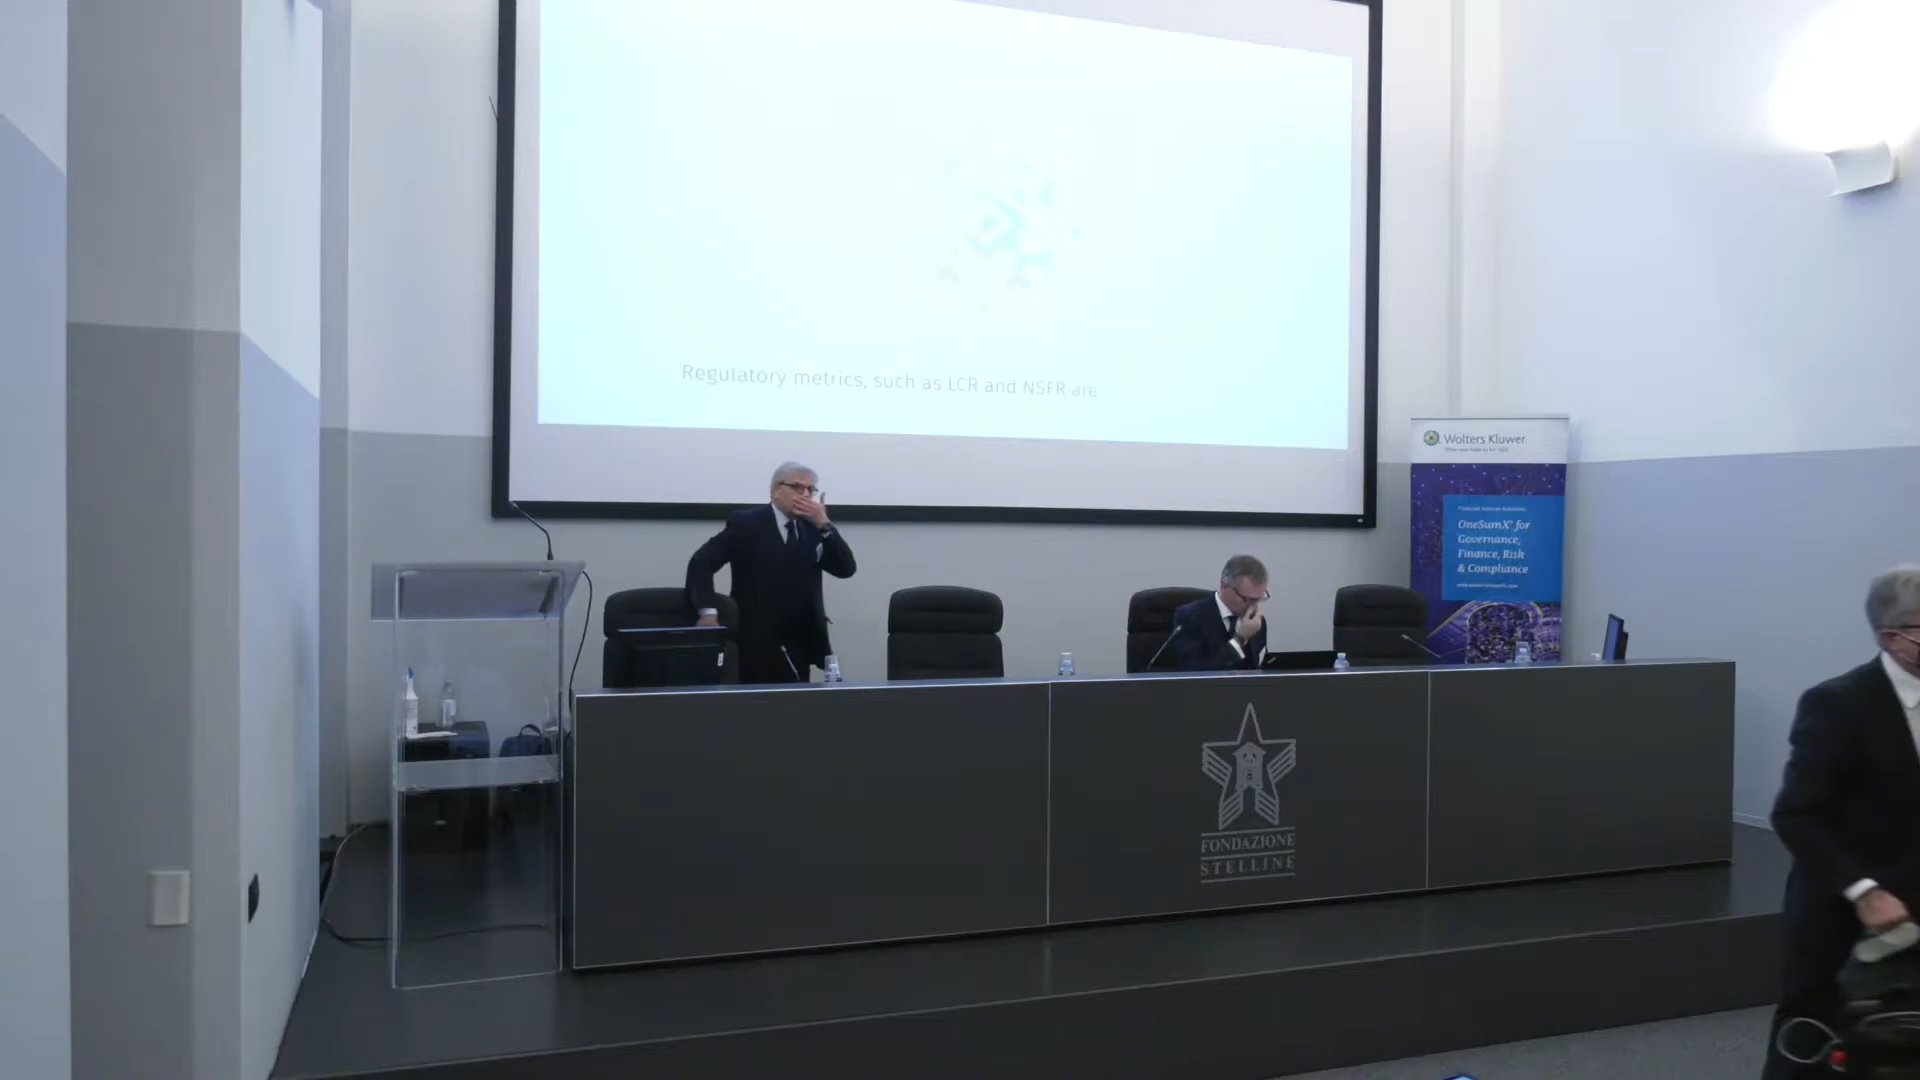 Regulatory metrics, such as LCR and NSFR are
Wolters Kluwer
OneSumX® for
Governance,
Finance, Risk
& Compliance
FONDAZIONE
STELLINE